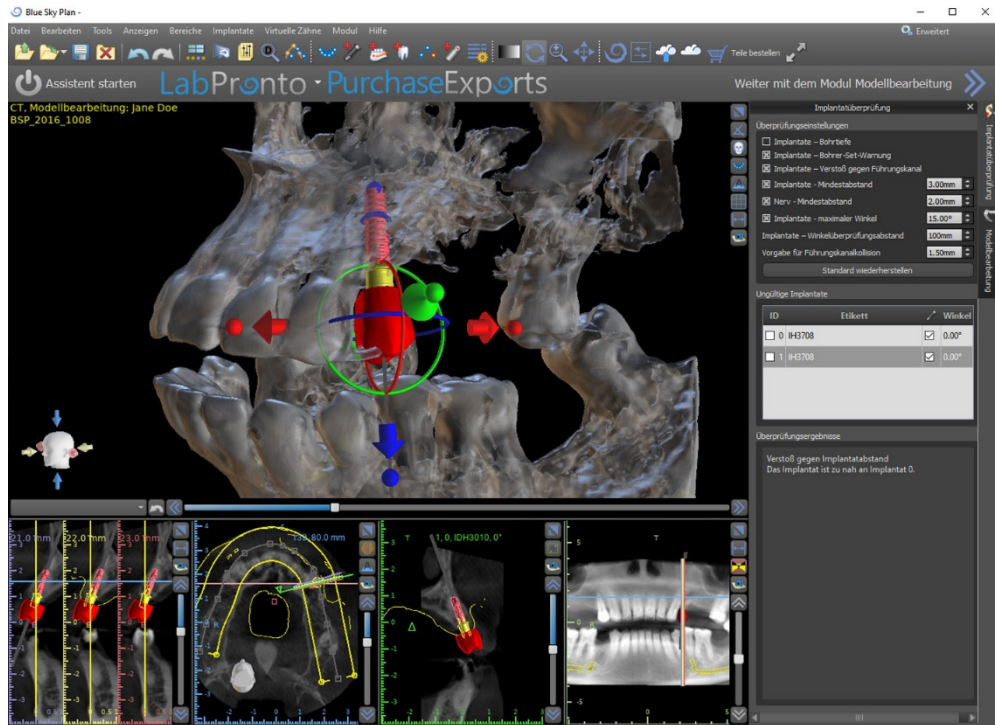 Blue Sky Plan -
Datei Bearbeiten Tools Anzeigen Bereiche Implantate Virtuelle Zähne Modul Hilfe
Erweitert
Teile bestellen
Assistent starten LabPronto PurchaseExports Weiter mit dem Modul Modellbearbeitung
CT, Modellbearbeitung: Jane Doe
BSP_2016_1008
Implantatüberprüfung
Überprüfungseinstellungen
Implantate – Bohrtiefe
Implantate – Bohrer-Set-Warnung
Implantate – Verstoß gegen Führungskanal
Implantate - Mindestabstand 3.00mm
Nerv - Mindestabstand 2.00mm
Implantate - maximaler Winkel 15.00°
Implantate – Winkelüberprüfungsabstand 100mm
Vorgabe für Führungskanalkollision 1.50mm
Standard wiederherstellen
Ungültige Implantate
ID Etikett Winkel
0 IH3708 0.00°
1 IH3708 0.00°
Überprüfungsergebnisse
Verstoß gegen Implantatabstand
Das Implantat ist zu nah an Implantat 0.
Implantatüberprüfung
Modellbearbeitung
21.0 mm 22.0 mm 23.0 mm
80.0 mm
1, 0, IDH3010, 0°
T
T